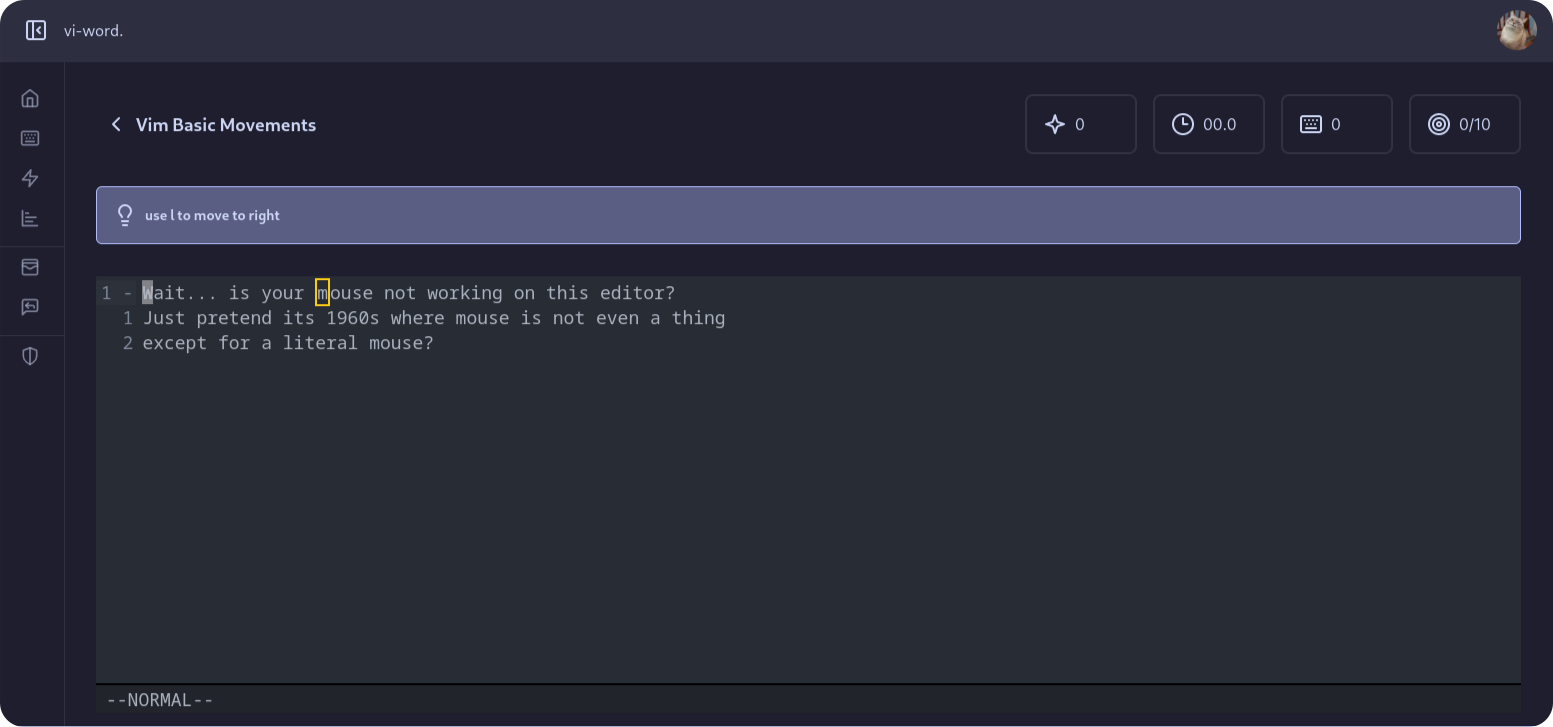 vi-word.
Vim Basic Movements
0
00.0
0
0/10
use l to move to right
1 - Wait... is your mouse not working on this editor?
1 Just pretend its 1960s where mouse is not even a thing
2 except for a literal mouse?
--NORMAL--